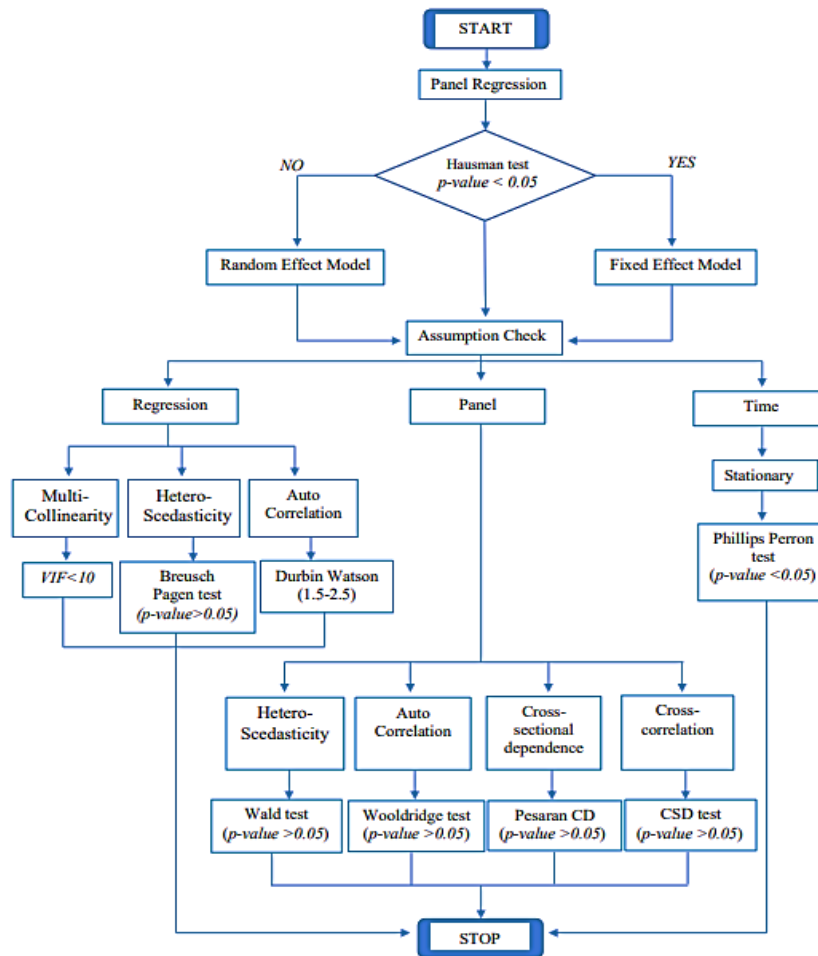 START
Panel Regression
NO
Hausman test
p-value < 0.05
YES
Random Effect Model
Fixed Effect Model
Assumption Check
Regression
Panel
Time
Multi-
Collinearity
Hetero-
Scedasticity
Auto
Correlation
Stationary
VIF<10
Breusch
Pagen test
(p-value>0.05)
Durbin Watson
(1.5-2.5)
Phillips Perron
test
(p-value <0.05)
Hetero-
Scedasticity
Auto
Correlation
Cross-
sectional
dependence
Cross-
correlation
Wald test
(p-value >0.05)
Wooldridge test
(p-value >0.05)
Pesaran CD
(p-value >0.05)
CSD test
(p-value >0.05)
STOP